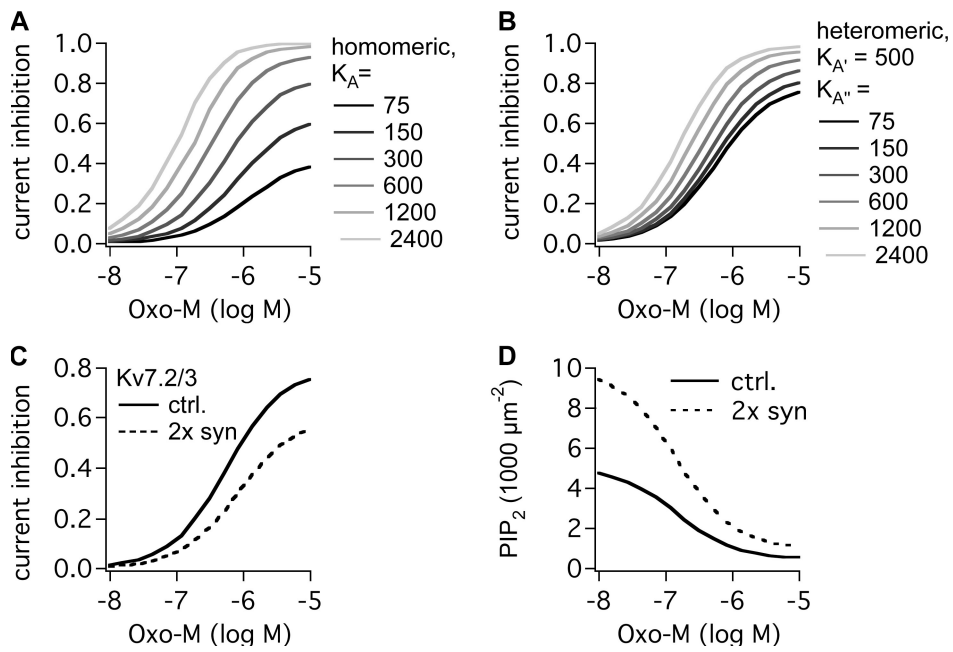 A
current inhibition
1.0
0.8
0.6
0.4
0.2
0.0
-8 -7 -6 -5
Oxo-M (log M)
homomeric,
K_A=
75
150
300
600
1200
2400
B
current inhibition
1.0
0.8
0.6
0.4
0.2
0.0
-8 -7 -6 -5
Oxo-M (log M)
heteromeric,
K_A' = 500
K_A" =
75
150
300
600
1200
2400
C
current inhibition
0.8
0.6
0.4
0.2
0.0
-8 -7 -6 -5
Oxo-M (log M)
Kv7.2/3
ctrl.
2x syn
D
PIP₂ (1000 µm⁻²)
10
8
6
4
2
0
-8 -7 -6 -5
Oxo-M (log M)
ctrl.
2x syn